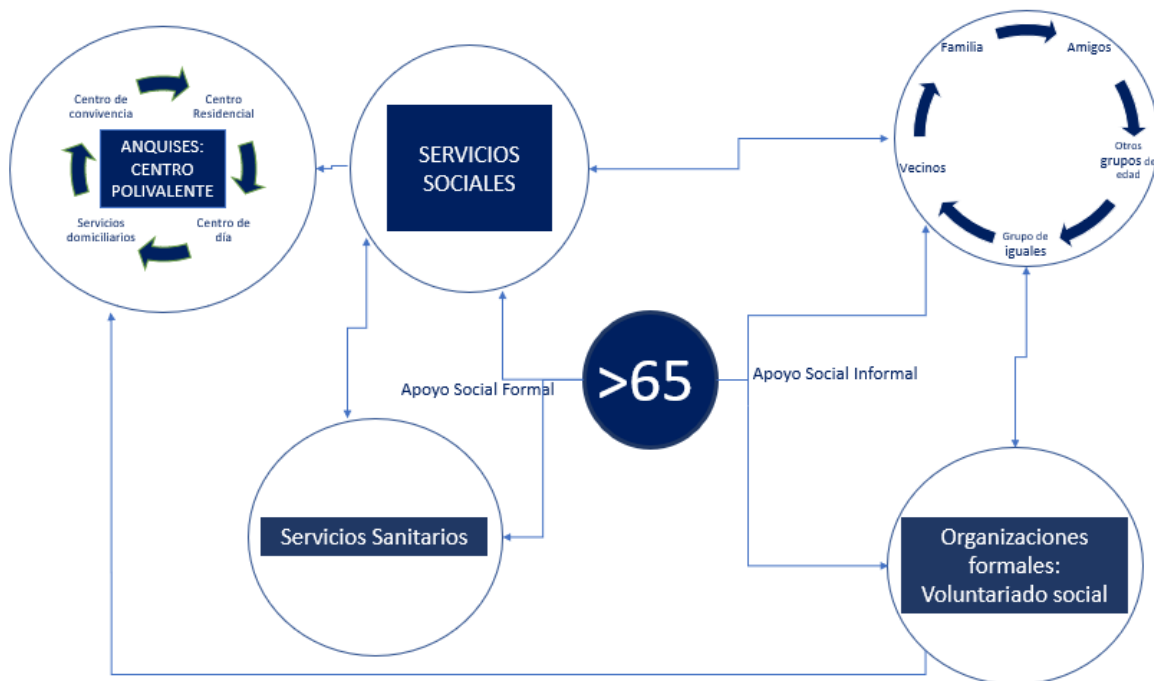 Centro de
convivencia
Centro
Residencial
ANQUISES:
CENTRO
POLIVALENTE
Servicios
domiciliarios
Centro de
día
SERVICIOS
SOCIALES
Familia
Amigos
Otros
grupos de
edad
Vecinos
Grupo de
iguales
Apoyo Social Formal
>65
Apoyo Social Informal
Servicios Sanitarios
Organizaciones
formales:
Voluntariado social